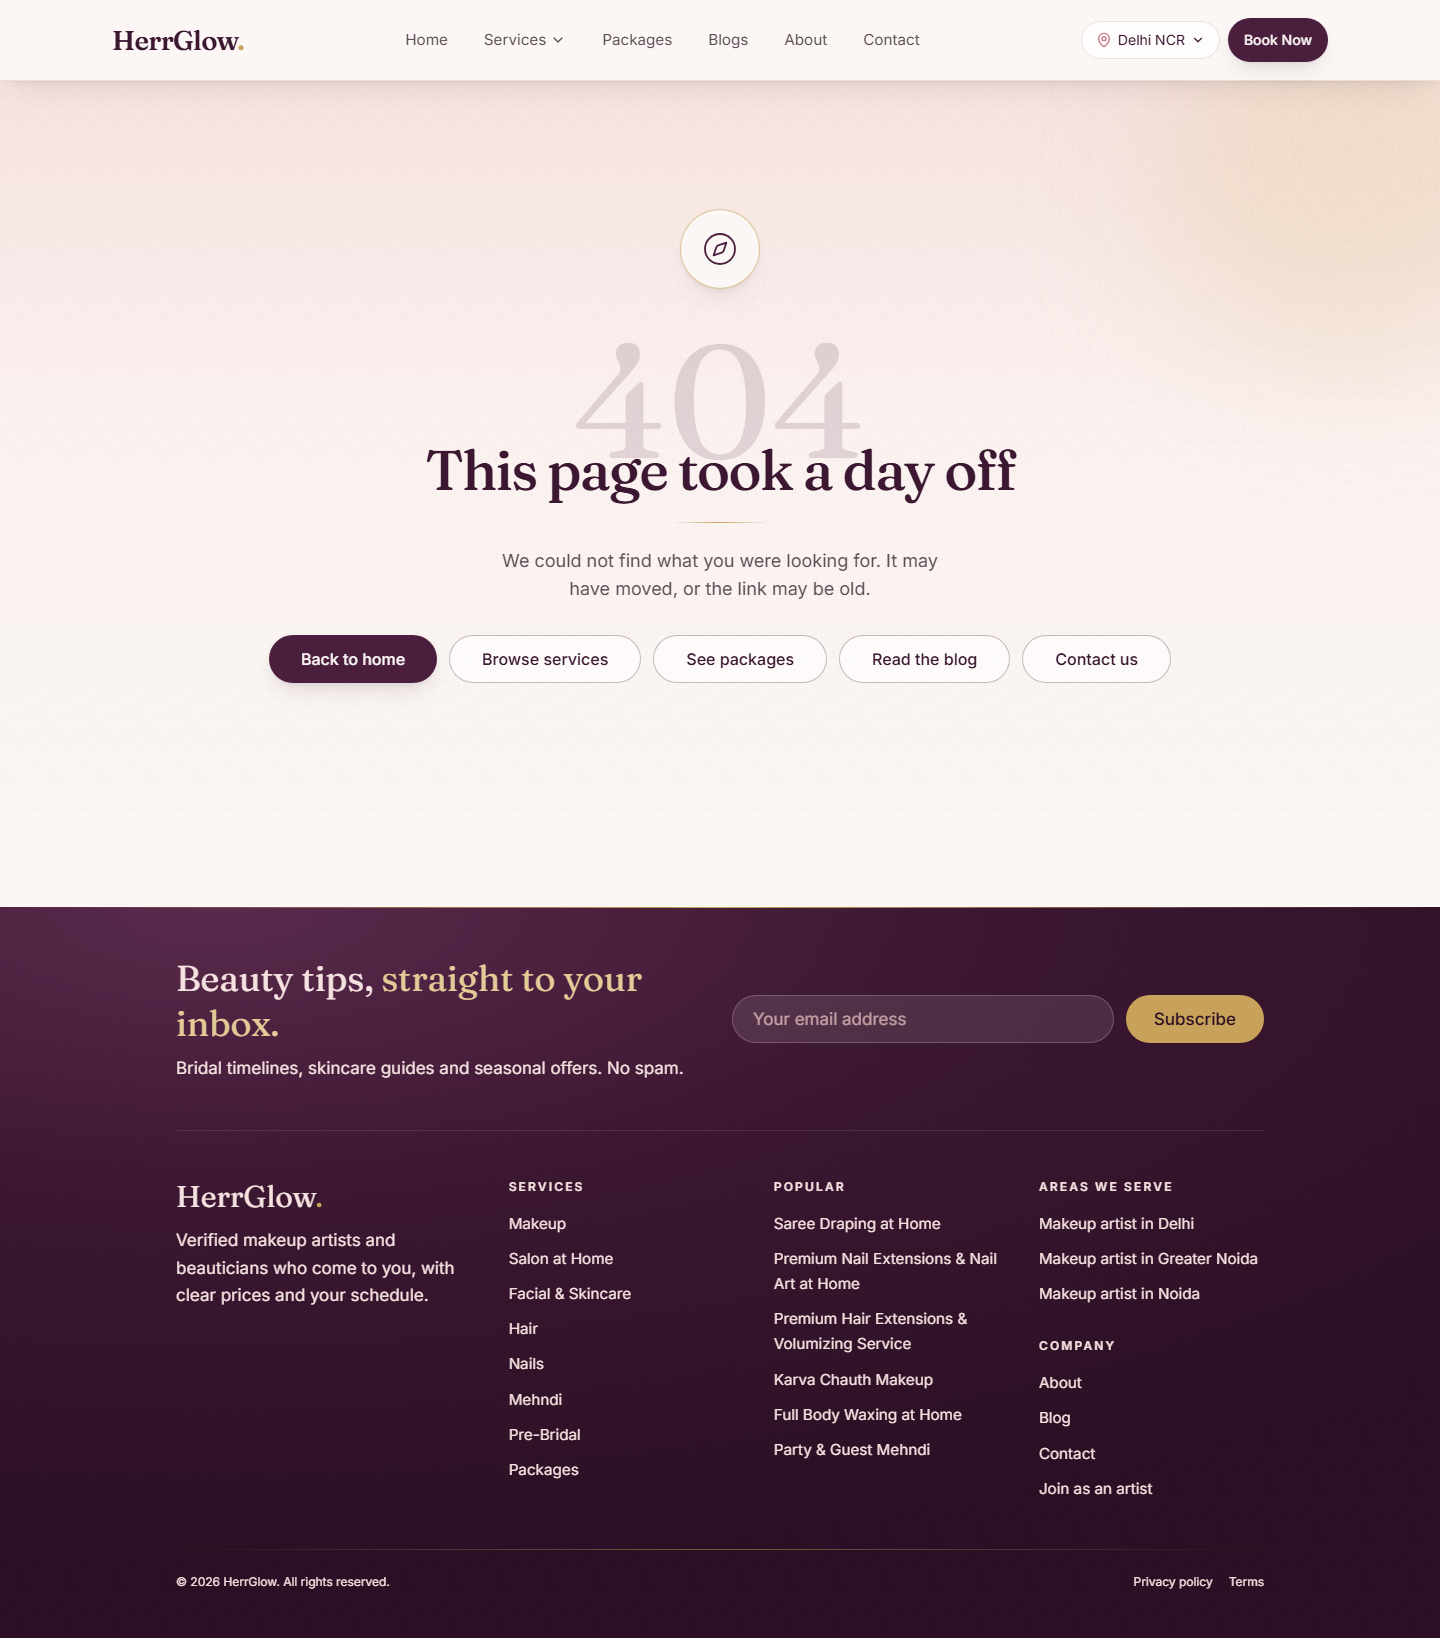 HerrGlow.
Home
Services
Packages
Blogs
About
Contact
Delhi NCR
Book Now
404
This page took a day off
We could not find what you were looking for. It may
have moved, or the link may be old.
Back to home
Browse services
See packages
Read the blog
Contact us
Beauty tips, straight to your
inbox.
Bridal timelines, skincare guides and seasonal offers. No spam.
Your email address
Subscribe
HerrGlow.
Verified makeup artists and
beauticians who come to you, with
clear prices and your schedule.
SERVICES
Makeup
Salon at Home
Facial & Skincare
Hair
Nails
Mehndi
Pre-Bridal
Packages
POPULAR
Saree Draping at Home
Premium Nail Extensions & Nail
Art at Home
Premium Hair Extensions &
Volumizing Service
Karva Chauth Makeup
Full Body Waxing at Home
Party & Guest Mehndi
AREAS WE SERVE
Makeup artist in Delhi
Makeup artist in Greater Noida
Makeup artist in Noida
COMPANY
About
Blog
Contact
Join as an artist
© 2026 HerrGlow. All rights reserved.
Privacy policy
Terms